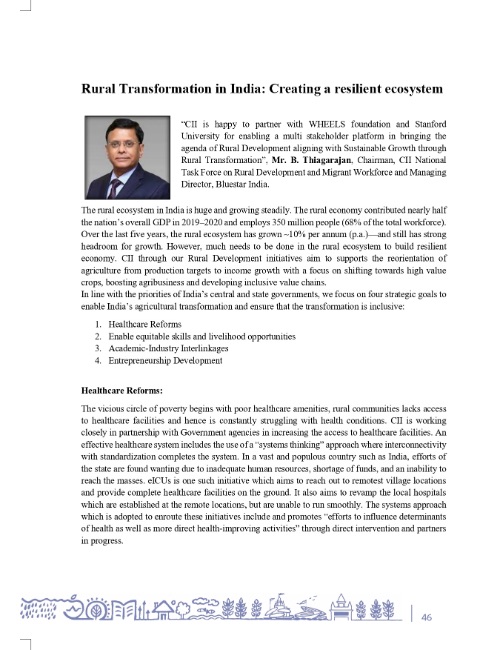 Rural Transformation in India: Creating a resilient ecosystem
“CII is happy to partner with WHEELS foundation and Stanford
University for enabling a multi stakeholder platform in bringing the
agenda of Rural Development aligning with Sustainable Growth through
Rural Transformation”, Mr. B. Thiagarajan, Chairman, CII National
Task Force on Rural Development and Migrant Workforce and Managing
Director, Bluestar India.
The rural ecosystem in India is huge and growing steadily. The rural economy contributed nearly half
the nation’s overall GDP in 2019–2020 and employs 350 million people (68% of the total workforce).
Over the last five years, the rural ecosystem has grown ~10% per annum (p.a.)—and still has strong
headroom for growth. However, much needs to be done in the rural ecosystem to build resilient
economy. CII through our Rural Development initiatives aim to supports the reorientation of
agriculture from production targets to income growth with a focus on shifting towards high value
crops, boosting agribusiness and developing inclusive value chains.
In line with the priorities of India’s central and state governments, we focus on four strategic goals to
enable India’s agricultural transformation and ensure that the transformation is inclusive:
1. Healthcare Reforms
2. Enable equitable skills and livelihood opportunities
3. Academic-Industry Interlinkages
4. Entrepreneurship Development
Healthcare Reforms:
The vicious circle of poverty begins with poor healthcare amenities, rural communities lacks access
to healthcare facilities and hence is constantly struggling with health conditions. CII is working
closely in partnership with Government agencies in increasing the access to healthcare facilities. An
effective healthcare system includes the use of a “systems thinking” approach where interconnectivity
with standardization completes the system. In a vast and populous country such as India, efforts of
the state are found wanting due to inadequate human resources, shortage of funds, and an inability to
reach the masses. eICUs is one such initiative which aims to reach out to remotest village locations
and provide complete healthcare facilities on the ground. It also aims to revamp the local hospitals
which are established at the remote locations, but are unable to run smoothly. The systems approach
which is adopted to enroute these initiatives include and promotes “efforts to influence determinants
of health as well as more direct health-improving activities” through direct intervention and partners
in progress.
46